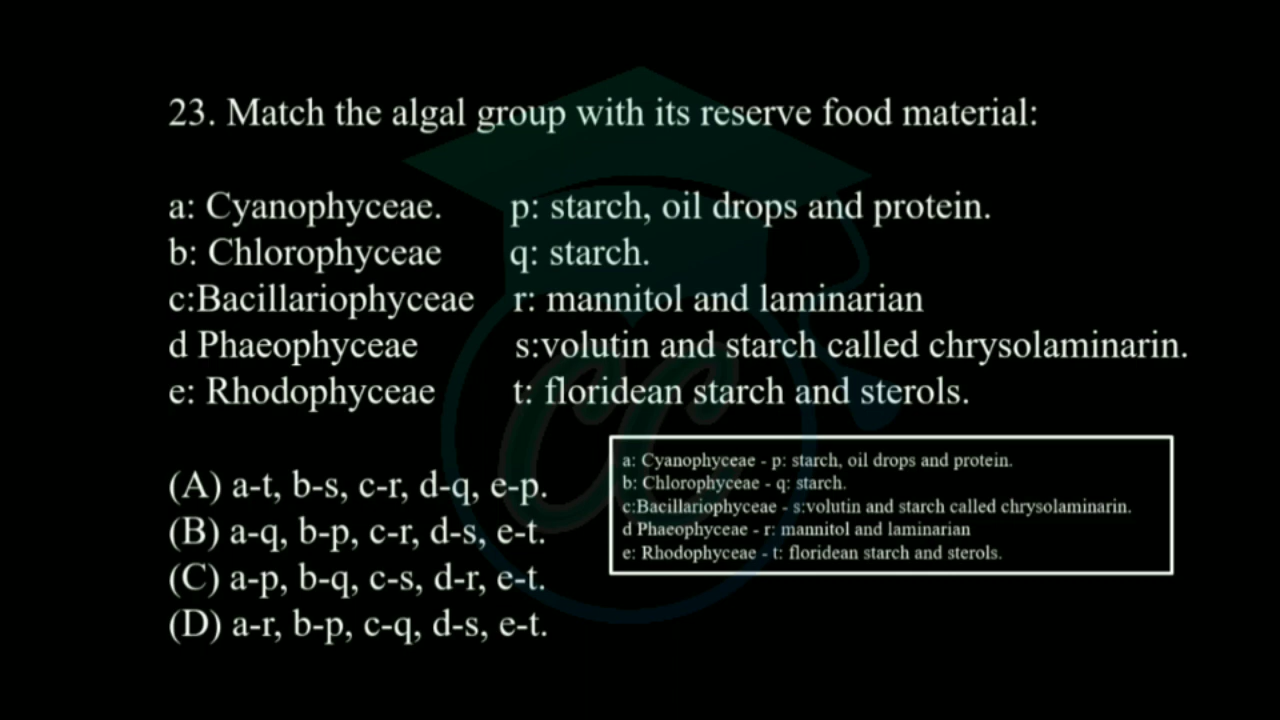 23. Match the algal group with its reserve food material:
a: Cyanophyceae. p: starch, oil drops and protein.
b: Chlorophyceae q: starch.
c:Bacillariophyceae r: mannitol and laminarian
d Phaeophyceae s:volutin and starch called chrysolaminarin.
e: Rhodophyceae t: floridean starch and sterols.
(A) a-t, b-s, c-r, d-q, e-p.
(B) a-q, b-p, c-r, d-s, e-t.
(C) a-p, b-q, c-s, d-r, e-t.
(D) a-r, b-p, c-q, d-s, e-t.
a: Cyanophyceae - p: starch, oil drops and protein.
b: Chlorophyceae - q: starch.
c:Bacillariophyceae - s:volutin and starch called chrysolaminarin.
d Phaeophyceae - r: mannitol and laminarian
e: Rhodophyceae - t: floridean starch and sterols.
CC